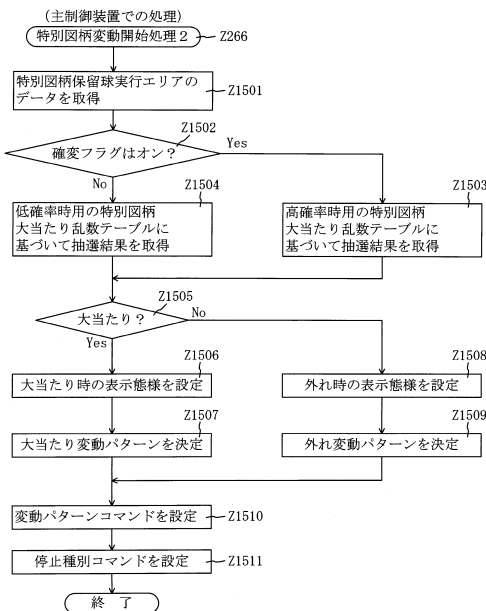 (主制御装置での処理)
特別図柄変動開始処理2
Z266
特別図柄保留球実行エリアの
データを取得
Z1501
Z1502
確変フラグはオン?
Yes
No
Z1504
低確率時用の特別図柄
大当たり乱数テーブルに
基づいて抽選結果を取得
Z1503
高確率時用の特別図柄
大当たり乱数テーブルに
基づいて抽選結果を取得
Z1505
大当たり?
No
Yes
Z1506
大当たり時の表示態様を設定
Z1508
外れ時の表示態様を設定
Z1507
大当たり変動パターンを決定
Z1509
外れ変動パターンを決定
変動パターンコマンドを設定
Z1510
停止種別コマンドを設定
Z1511
終 了